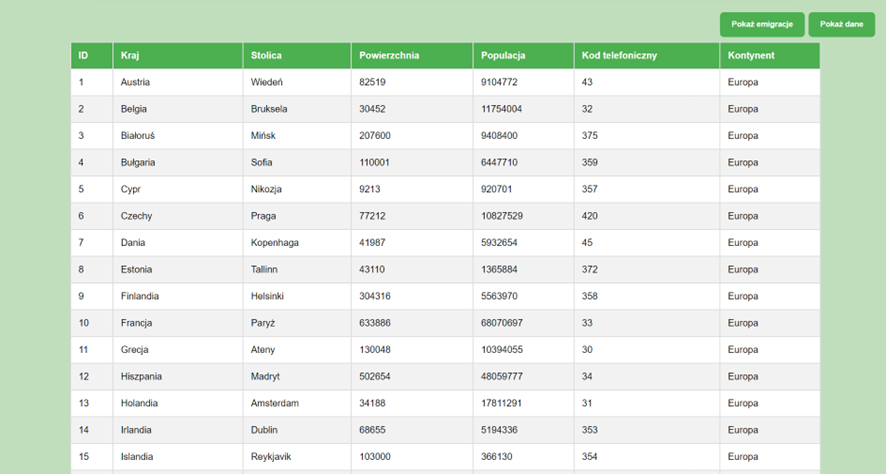 Pokaż emigracje Pokaż dane
ID Kraj Stolica Powierzchnia Populacja Kod telefoniczny Kontynent
1 Austria Wiedeń 82519 9104772 43 Europa
2 Belgia Bruksela 30452 11754004 32 Europa
3 Białoruś Mińsk 207600 9408400 375 Europa
4 Bułgaria Sofia 110001 6447710 359 Europa
5 Cypr Nikozja 9213 920701 357 Europa
6 Czechy Praga 77212 10827529 420 Europa
7 Dania Kopenhaga 41987 5932654 45 Europa
8 Estonia Tallinn 43110 1365884 372 Europa
9 Finlandia Helsinki 304316 5563970 358 Europa
10 Francja Paryż 633886 68070697 33 Europa
11 Grecja Ateny 130048 10394055 30 Europa
12 Hiszpania Madryt 502654 48059777 34 Europa
13 Holandia Amsterdam 34188 17811291 31 Europa
14 Irlandia Dublin 68655 5194336 353 Europa
15 Islandia Reykjavik 103000 366130 354 Europa